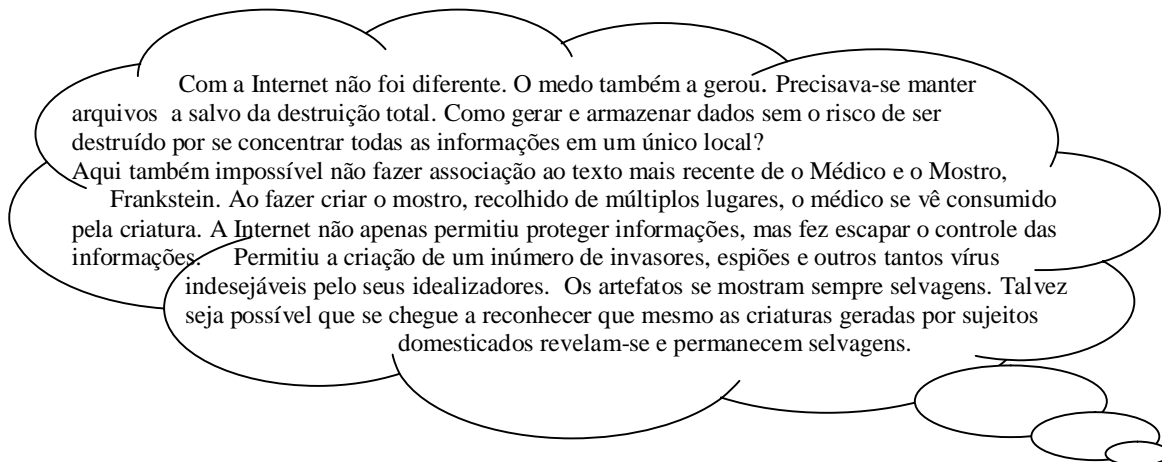 Com a Internet não foi diferente. O medo também a gerou. Precisava-se manter
arquivos a salvo da destruição total. Como gerar e armazenar dados sem o risco de ser
destruído por se concentrar todas as informações em um único local?
Aqui também impossível não fazer associação ao texto mais recente de o Médico e o Mostro,
Frankstein. Ao fazer criar o mostro, recolhido de múltiplos lugares, o médico se vê consumido
pela criatura. A Internet não apenas permitiu proteger informações, mas fez escapar o controle das
informações. Permitiu a criação de um inúmero de invasores, espiões e outros tantos vírus
indesejáveis pelo seus idealizadores. Os artefatos se mostram sempre selvagens. Talvez
seja possível que se chegue a reconhecer que mesmo as criaturas geradas por sujeitos
domesticados revelam-se e permanecem selvagens.